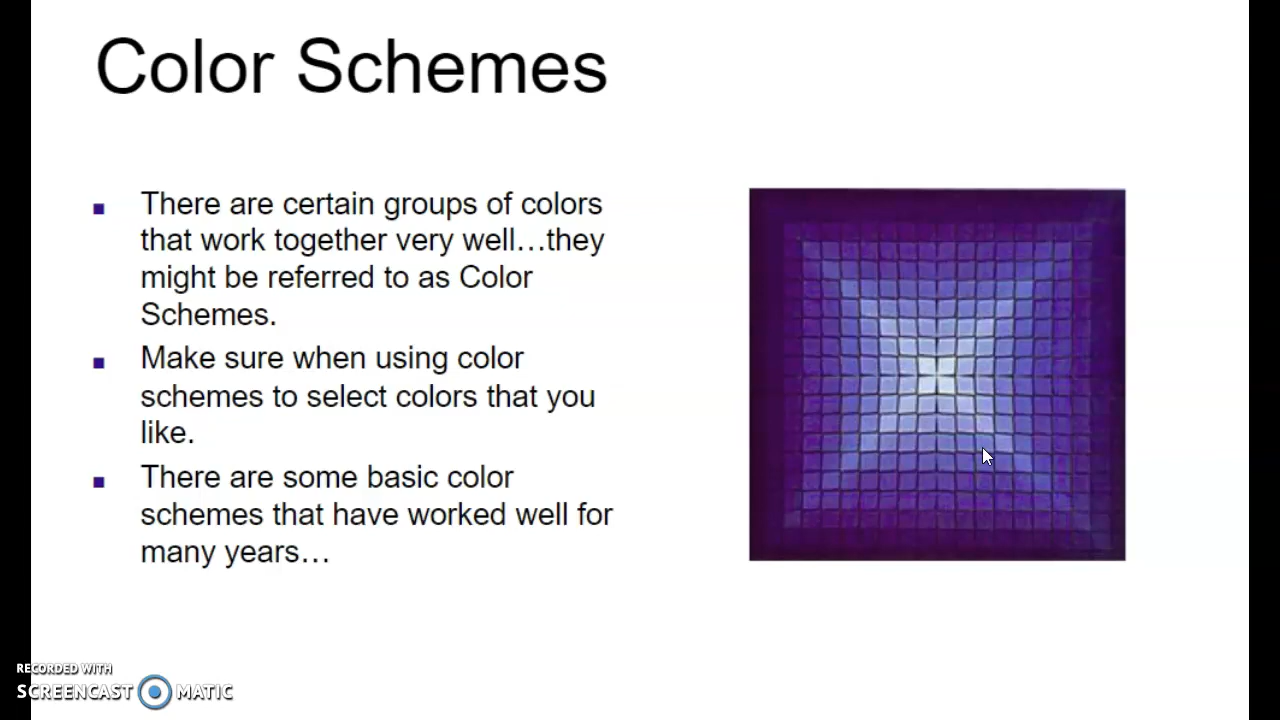 Color Schemes
There are certain groups of colors
that work together very well…they
might be referred to as Color
Schemes.
Make sure when using color
schemes to select colors that you
like.
There are some basic color
schemes that have worked well for
many years…
RECORDED WITH
SCREENCAST MATIC